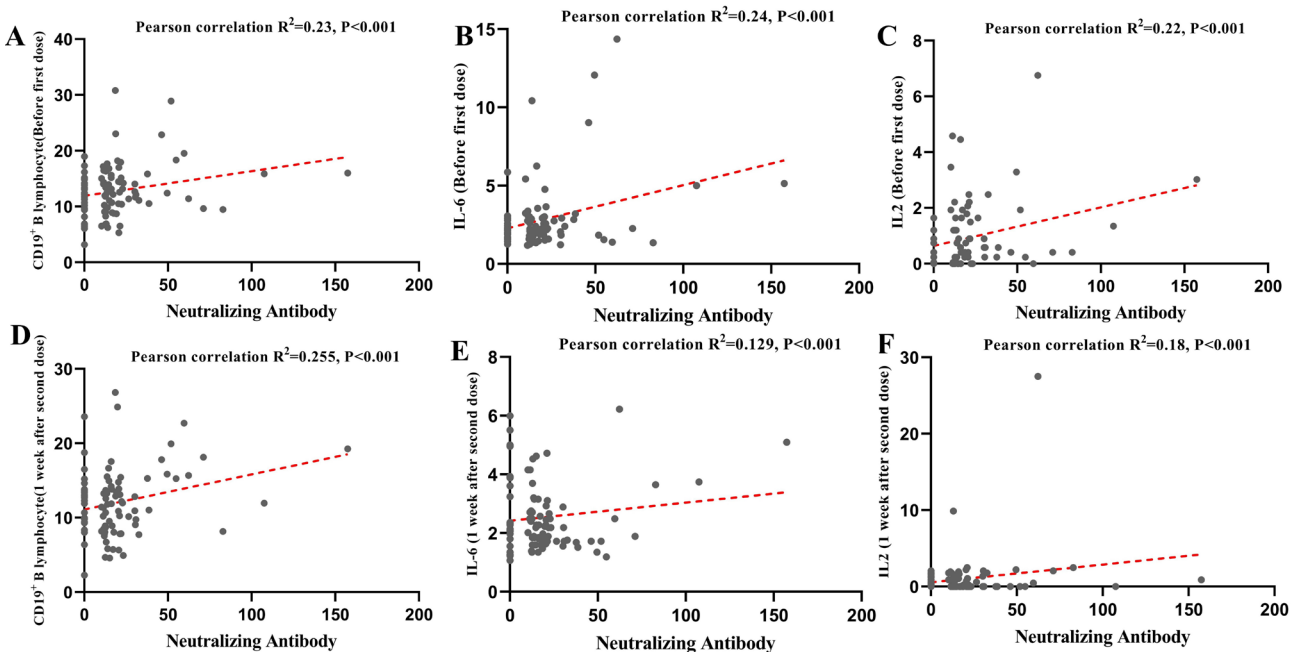 A
Pearson correlation R²=0.23, P<0.001
CD19⁺ B lymphocyte(Before first dose)
40
30
20
10
0
0 50 100 150 200
Neutralizing Antibody
B
Pearson correlation R²=0.24, P<0.001
IL-6 (Before first dose)
15
10
5
0
0 50 100 150 200
Neutralizing Antibody
C
Pearson correlation R²=0.22, P<0.001
IL2 (Before first dose)
8
6
4
2
0
0 50 100 150 200
Neutralizing Antibody
D
Pearson correlation R²=0.255, P<0.001
CD19⁺ B lymphocyte(1 week after second dose)
30
20
10
0
0 50 100 150 200
Neutralizing Antibody
E
Pearson correlation R²=0.129, P<0.001
IL-6 (1 week after second dose)
8
6
4
2
0
0 50 100 150 200
Neutralizing Antibody
F
Pearson correlation R²=0.18, P<0.001
IL2 (1 week after second dose)
30
20
10
0
0 50 100 150 200
Neutralizing Antibody